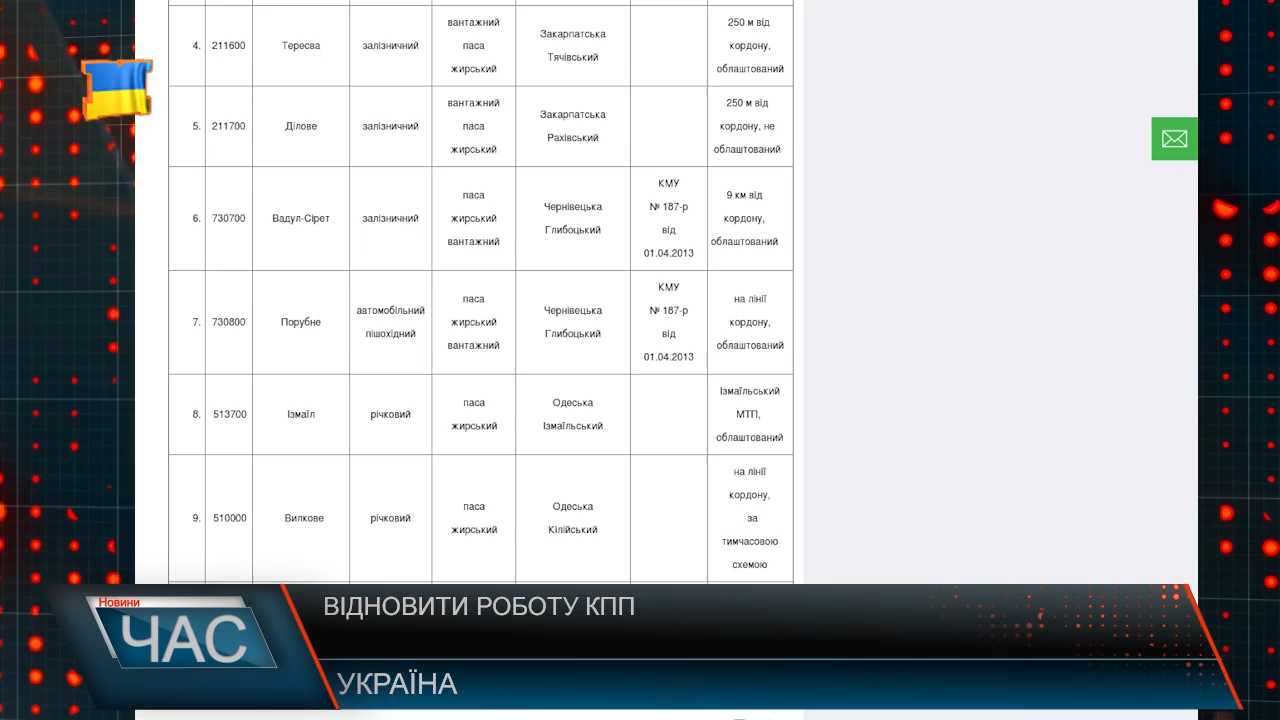 4. 211600 Тересва залізничний вантажний паса жирський Закарпатська Тячівський 250 м від кордону, облаштований
5. 211700 Ділове залізничний вантажний паса жирський Закарпатська Рахівський 250 м від кордону, не облаштований
6. 730700 Вадул-Сірет залізничний паса жирський вантажний Чернівецька Глибоцький КМУ № 187-р від 01.04.2013 9 км від кордону, облаштований
7. 730800 Порубне автомобільний пішохідний паса жирський вантажний Чернівецька Глибоцький КМУ № 187-р від 01.04.2013 на лінії кордону, облаштований
8. 513700 Ізмаїл річковий паса жирський Одеська Ізмаїльський Ізмаїльський МТП, облаштований
9. 510000 Вилкове річковий паса жирський Одеська Кілійський на лінії кордону, за тимчасовою схемою
Новини
ЧАС
ВІДНОВИТИ РОБОТУ КПП
УКРАЇНА